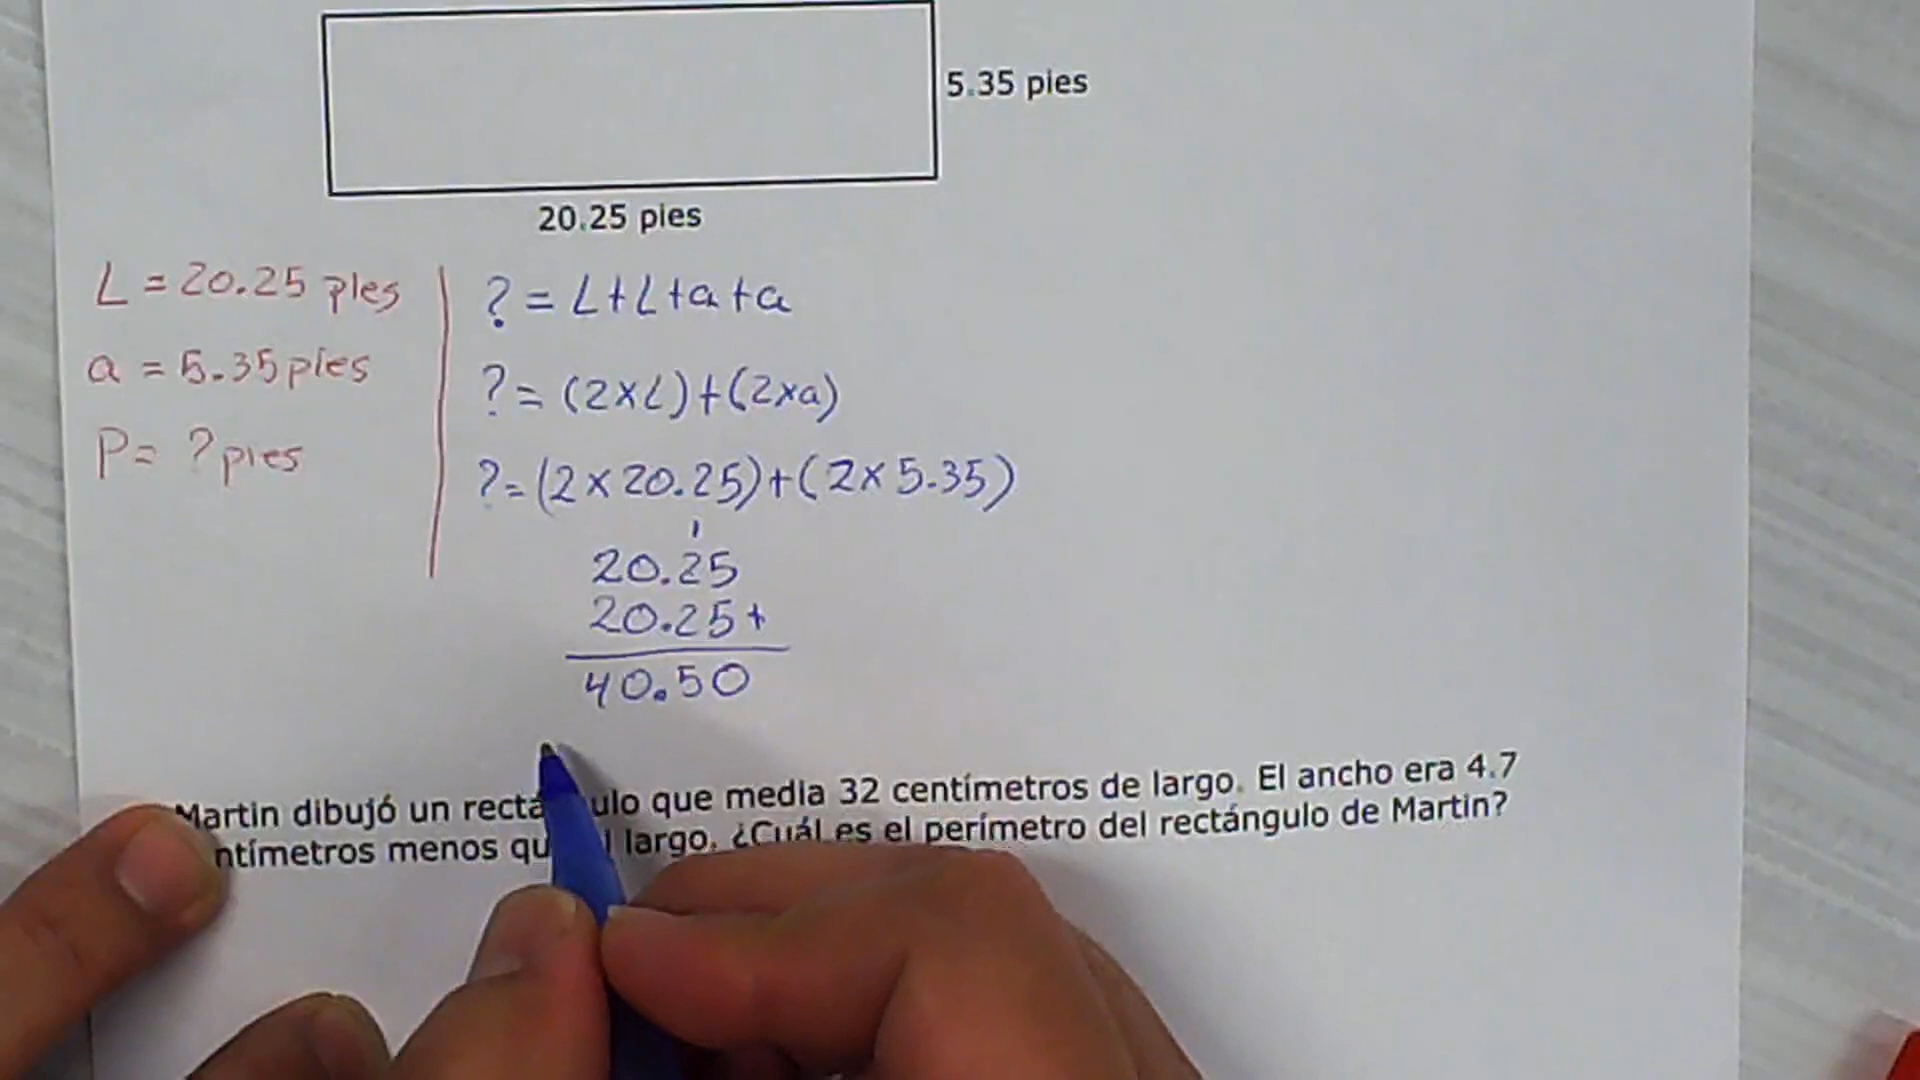 5.35 pies
20.25 pies
L = 20.25 pies
a = 5.35 pies
P = ? pies
? = L+L+a+a
? = (2×L)+(2×a)
? = (2×20.25)+(2×5.35)
1
20.25
20.25+
40.50
Martin dibujó un rectángulo que media 32 centímetros de largo. El ancho era 4.7
ntímetros menos qu l largo. ¿Cuál es el perímetro del rectángulo de Martin?